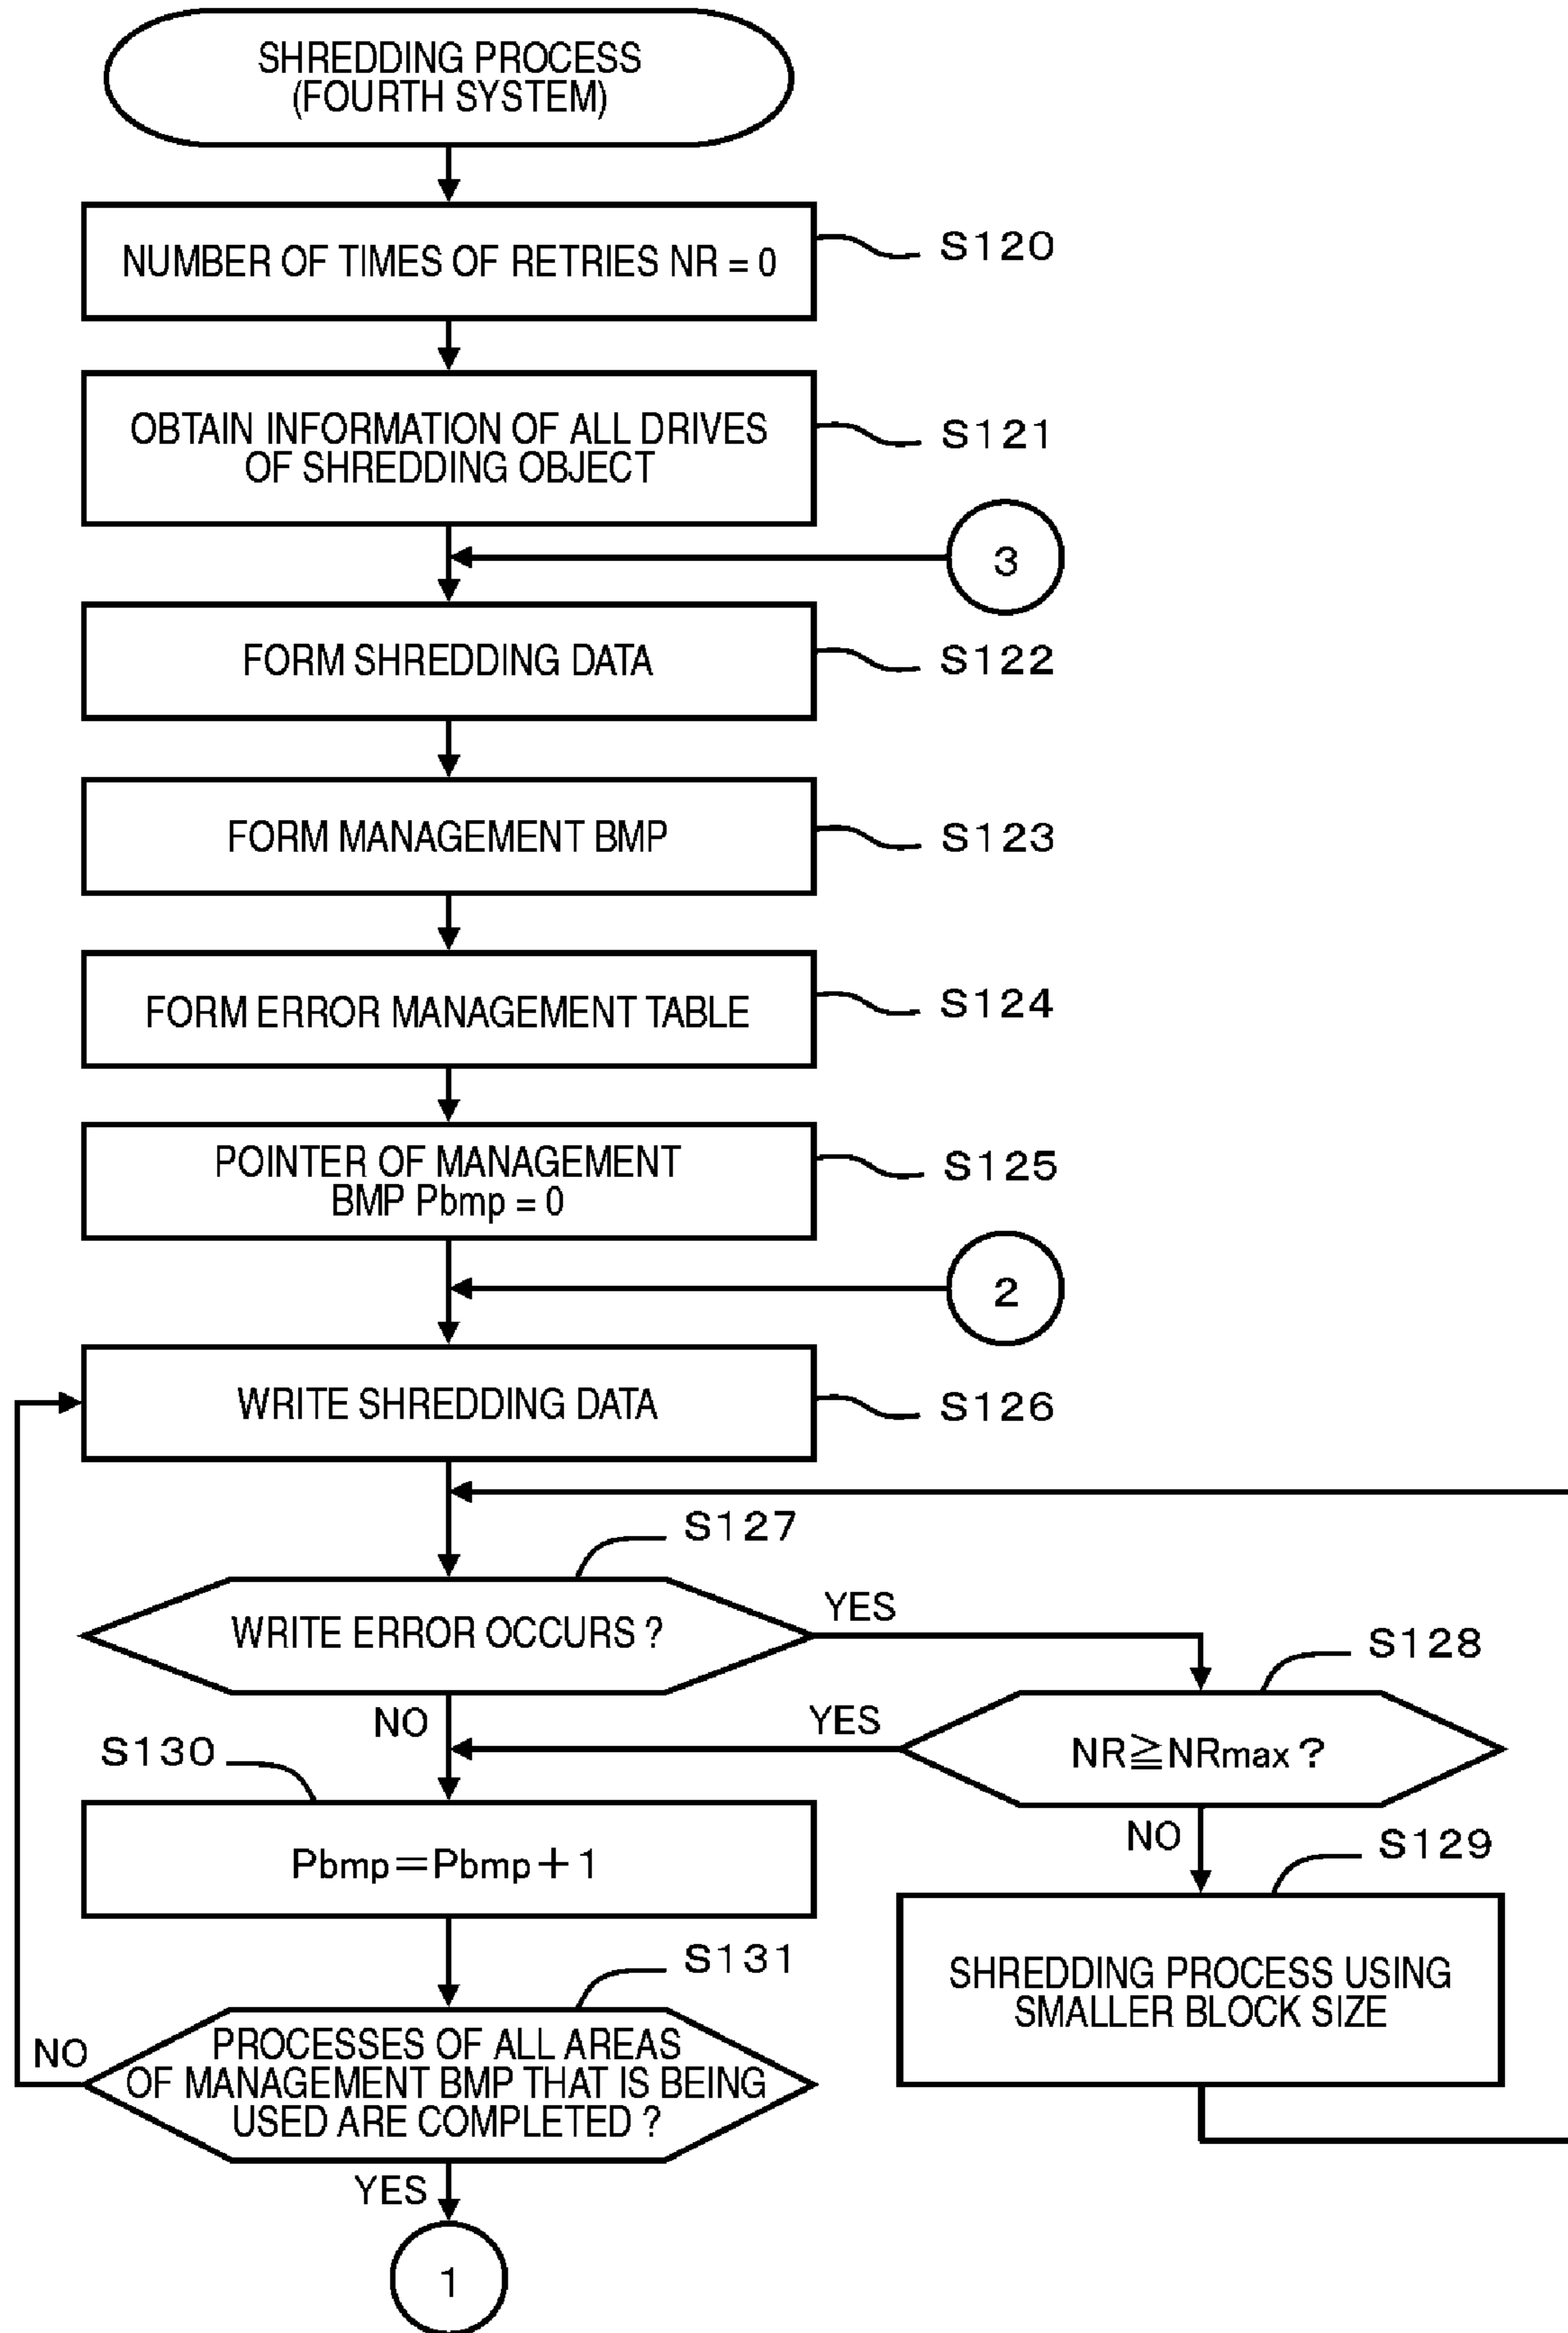 SHREDDING PROCESS
(FOURTH SYSTEM)
NUMBER OF TIMES OF RETRIES NR = 0
S120
OBTAIN INFORMATION OF ALL DRIVES
OF SHREDDING OBJECT
S121
3
FORM SHREDDING DATA
S122
FORM MANAGEMENT BMP
S123
FORM ERROR MANAGEMENT TABLE
S124
POINTER OF MANAGEMENT
BMP Pbmp = 0
S125
2
WRITE SHREDDING DATA
S126
S127
WRITE ERROR OCCURS ?
YES
S128
NO
YES
NR≧NRmax ?
S130
Pbmp=Pbmp+1
NO
S129
SHREDDING PROCESS USING
SMALLER BLOCK SIZE
S131
NO
PROCESSES OF ALL AREAS
OF MANAGEMENT BMP THAT IS BEING
USED ARE COMPLETED ?
YES
1